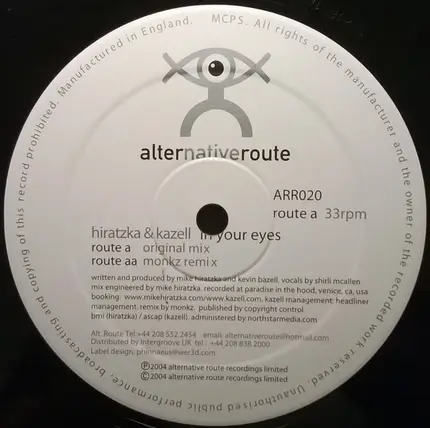 Manufactured in England. MCPS. All rights of the manufacturer and the owner of the recorded work reserved. Unauthorised public performance, broadcasting and copying of this record prohibited.
alternativeroute
ARR020
route a 33rpm
hiratzka & kazell in your eyes
route a original mix
route aa monkz remix
written and produced by mike hiratzka and kevin bazell. vocals by shirli mcallen
mix engineered by mike hiratzka. recorded at paradise in the hood, venice, ca, usa
booking: www.mikehiratzka.com/www.kazell.com. kazell management: headliner
management. remix by monkz. published by copyright control
bmi (hiratzka) / ascap (kazell). administered by northstarmedia.com
Alt. Route Tel:+44 208 532 2454 email: alternativeroute@hotmail.com
Distributed by Intergroove UK tel : +44 208 838 2000
Label design: phinnaeus@wer3d.com
Ⓟ2004 alternative route recordings limited
©2004 alternative route recordings limited